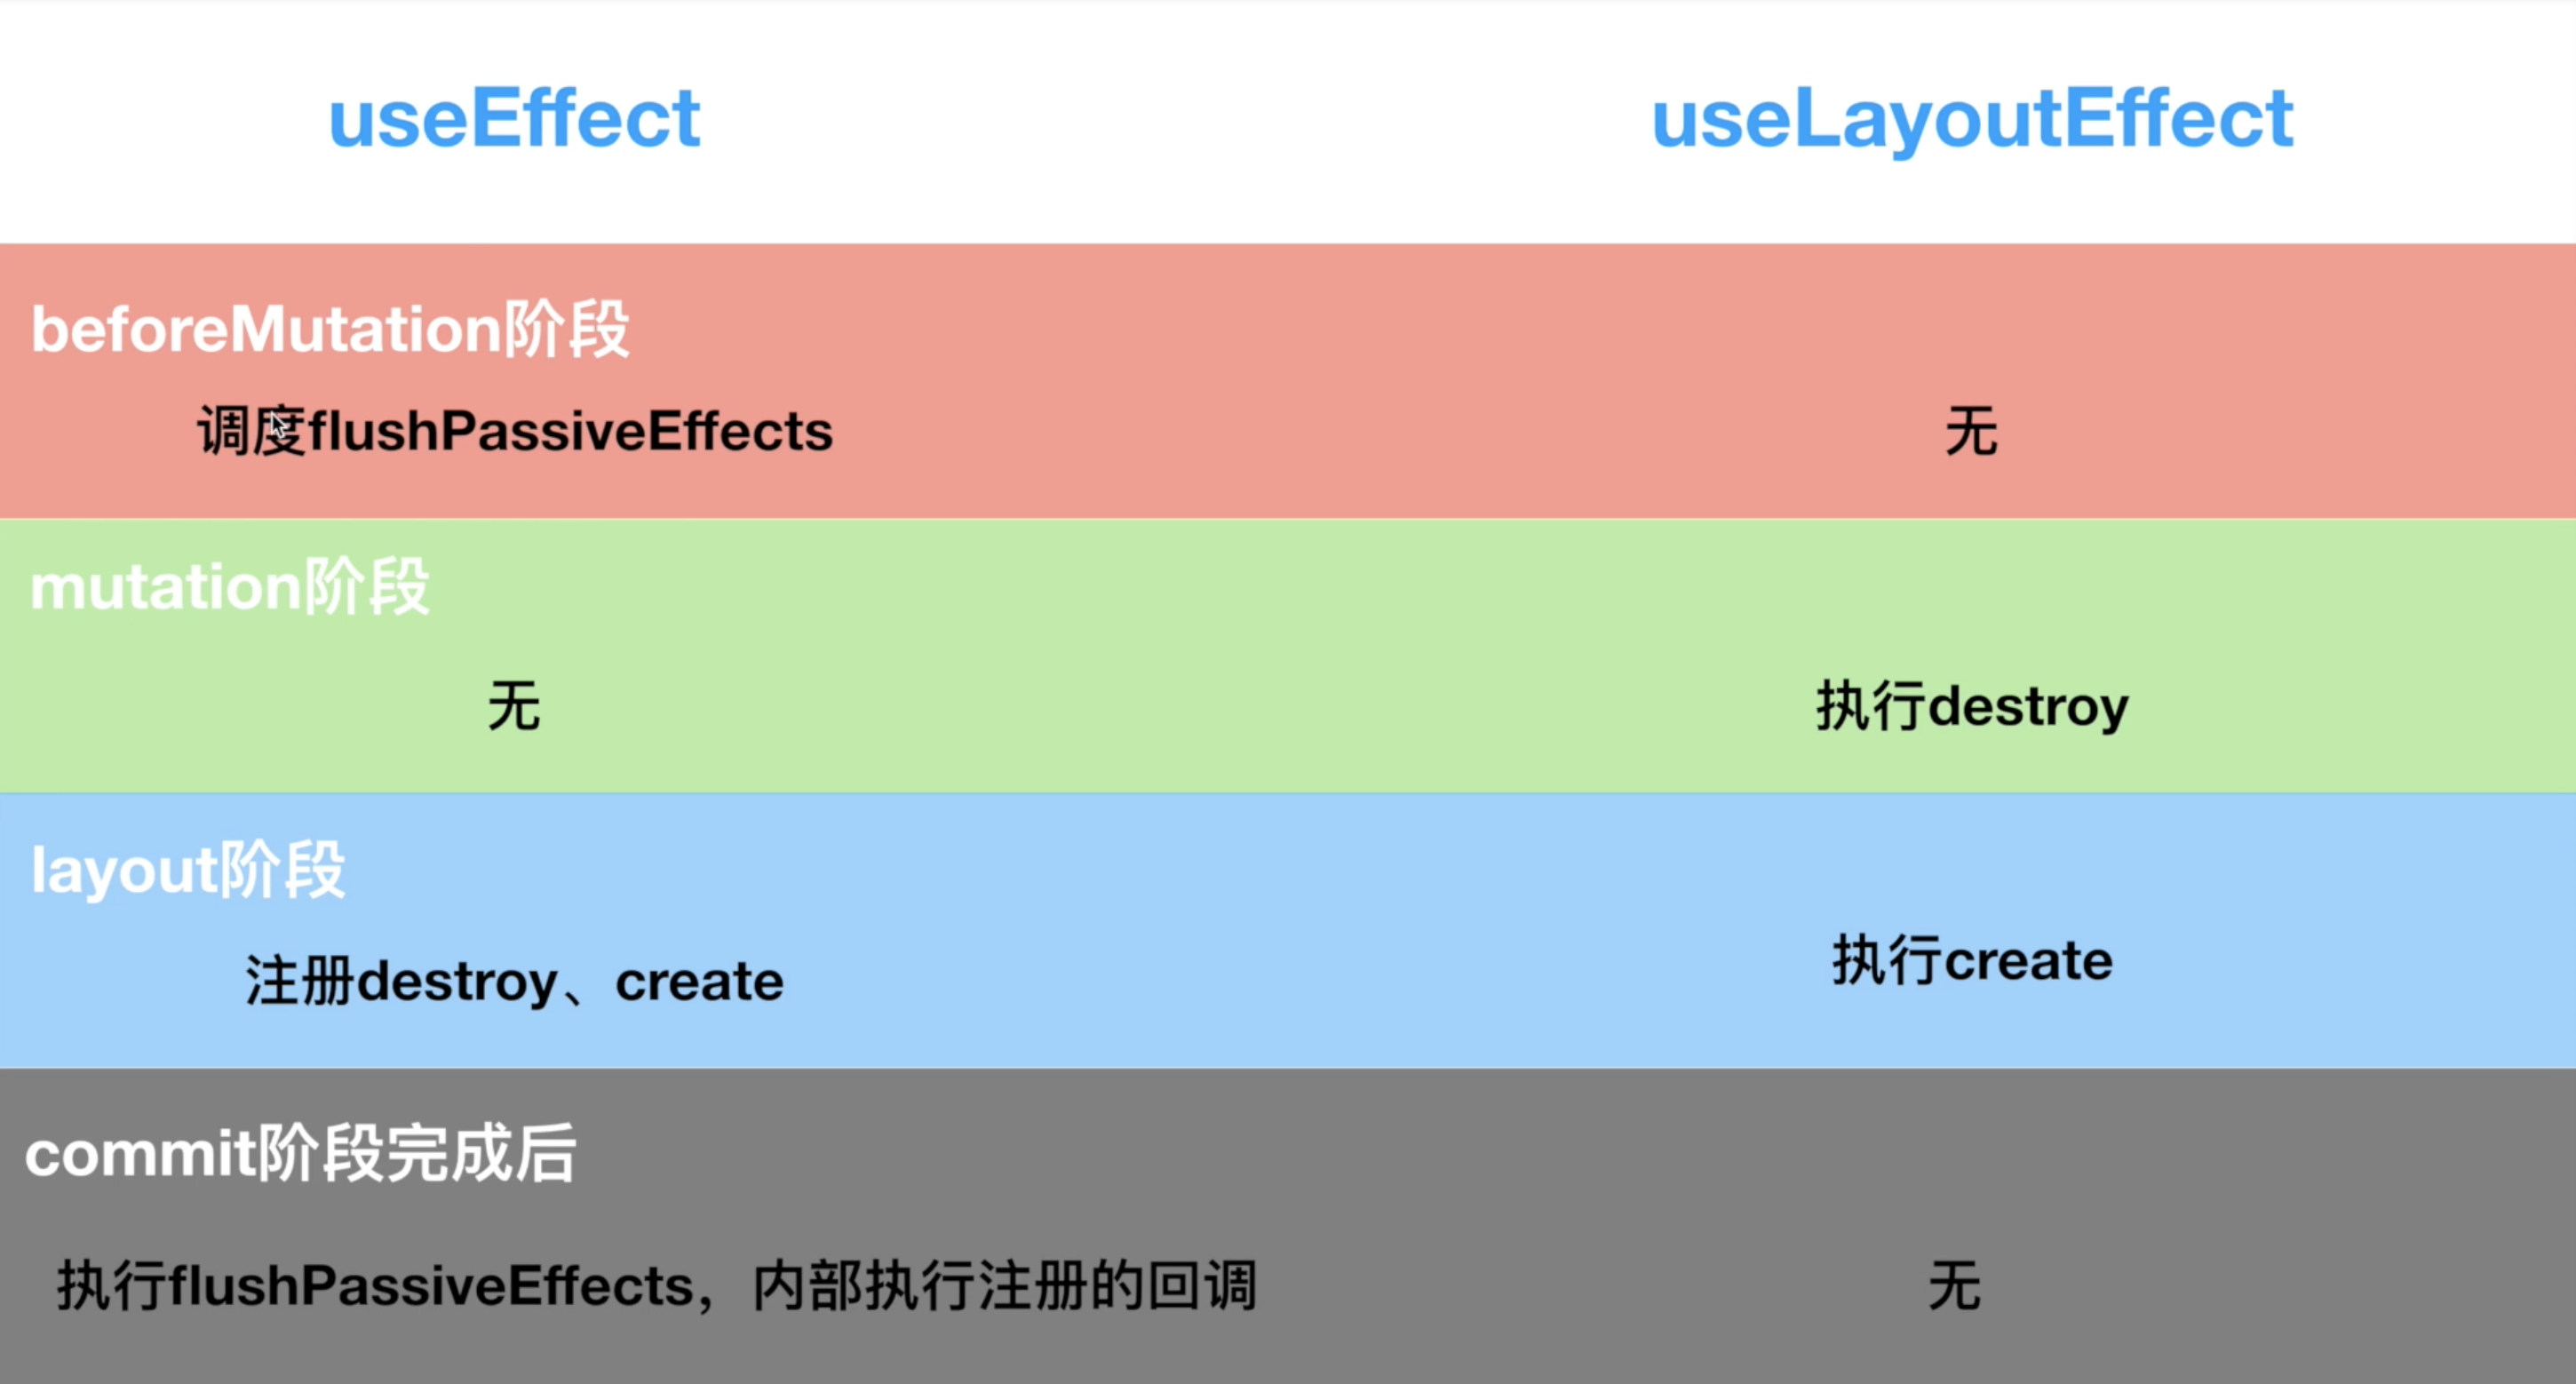 useEffect
useLayoutEffect
beforeMutation阶段
调度flushPassiveEffects
无
mutation阶段
无
执行destroy
layout阶段
注册destroy、create
执行create
commit阶段完成后
执行flushPassiveEffects，内部执行注册的回调
无